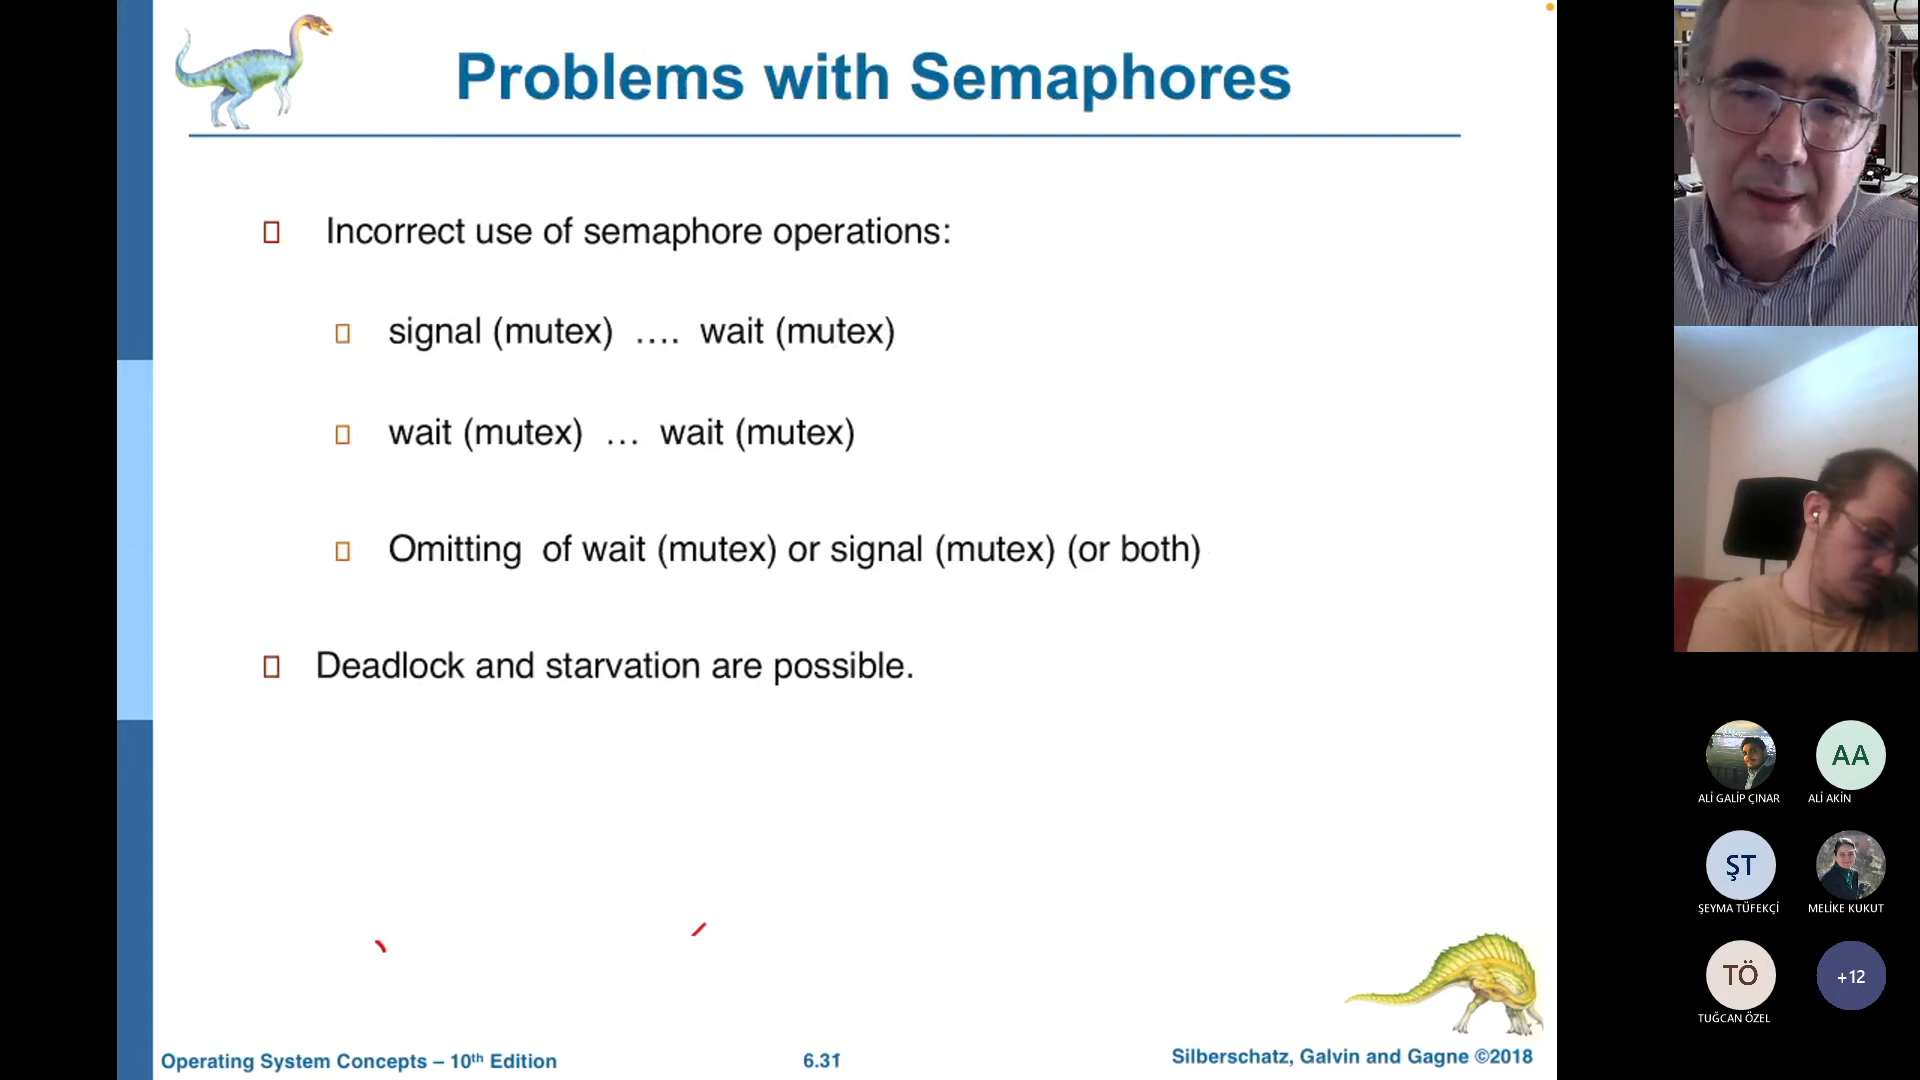 Problems with Semaphores
Incorrect use of semaphore operations:
signal (mutex) …. wait (mutex)
wait (mutex) … wait (mutex)
Omitting of wait (mutex) or signal (mutex) (or both)
Deadlock and starvation are possible.
Operating System Concepts – 10th Edition
6.31
Silberschatz, Galvin and Gagne ©2018
ALİ GALİP ÇINAR
AA
ALİ AKİN
ŞT
ŞEYMA TÜFEKÇİ
MELİKE KUKUT
TÖ
TUĞCAN ÖZEL
+12